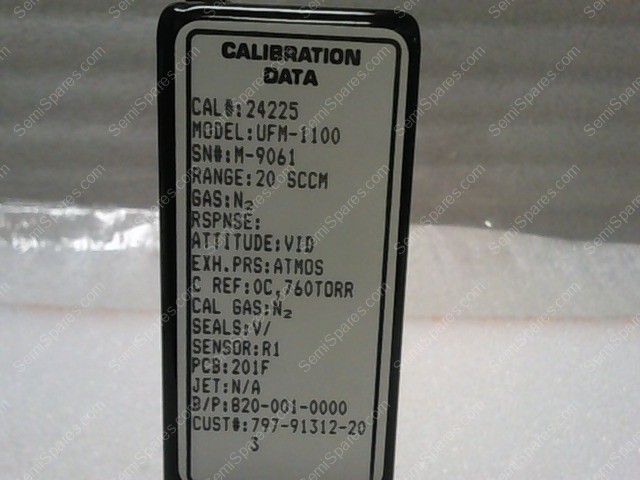 CALIBRATION
DATA
CAL#:24225
MODEL:UFM-1100
SN#:M-9061
RANGE:20 SCCM
GAS:N₂
RSPNSE:
ATTITUDE:VID
EXH.PRS:ATMOS
C REF:0C,760TORR
CAL GAS:N₂
SEALS:V/
SENSOR:R1
PCB:201F
JET:N/A
B/P:820-001-0000
CUST#:797-91312-20
3
SemiSpares.com